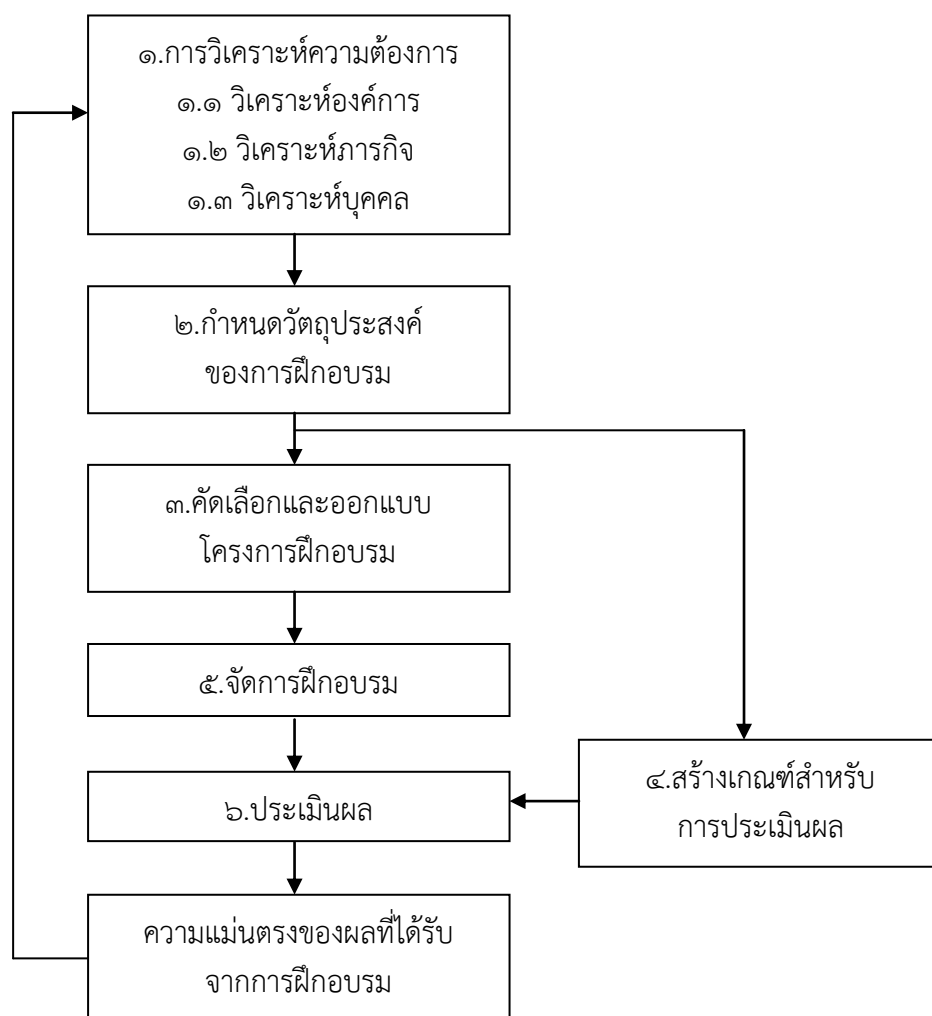 ๑.การวิเคราะห์ความต้องการ
๑.๑ วิเคราะห์องค์การ
๑.๒ วิเคราะห์ภารกิจ
๑.๓ วิเคราะห์บุคคล
๒.กำหนดวัตถุประสงค์
ของการฝึกอบรม
๓.คัดเลือกและออกแบบ
โครงการฝึกอบรม
๕.จัดการฝึกอบรม
๔.สร้างเกณฑ์สำหรับ
การประเมินผล
๖.ประเมินผล
ความแม่นตรงของผลที่ได้รับ
จากการฝึกอบรม